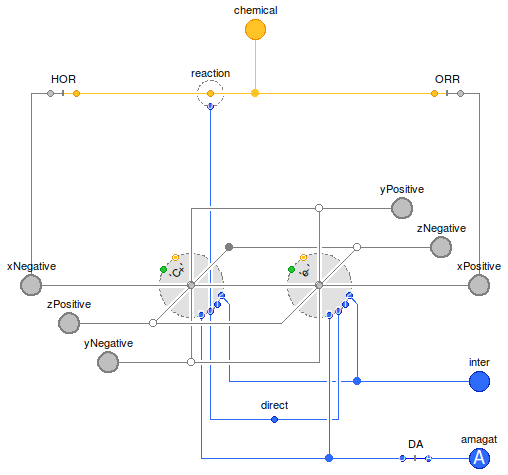 chemical
HOR
reaction
ORR
yPositive
zNegative
xNegative
C+
e-
xPositive
zPositive
yNegative
inter
direct
DA
amagat
A